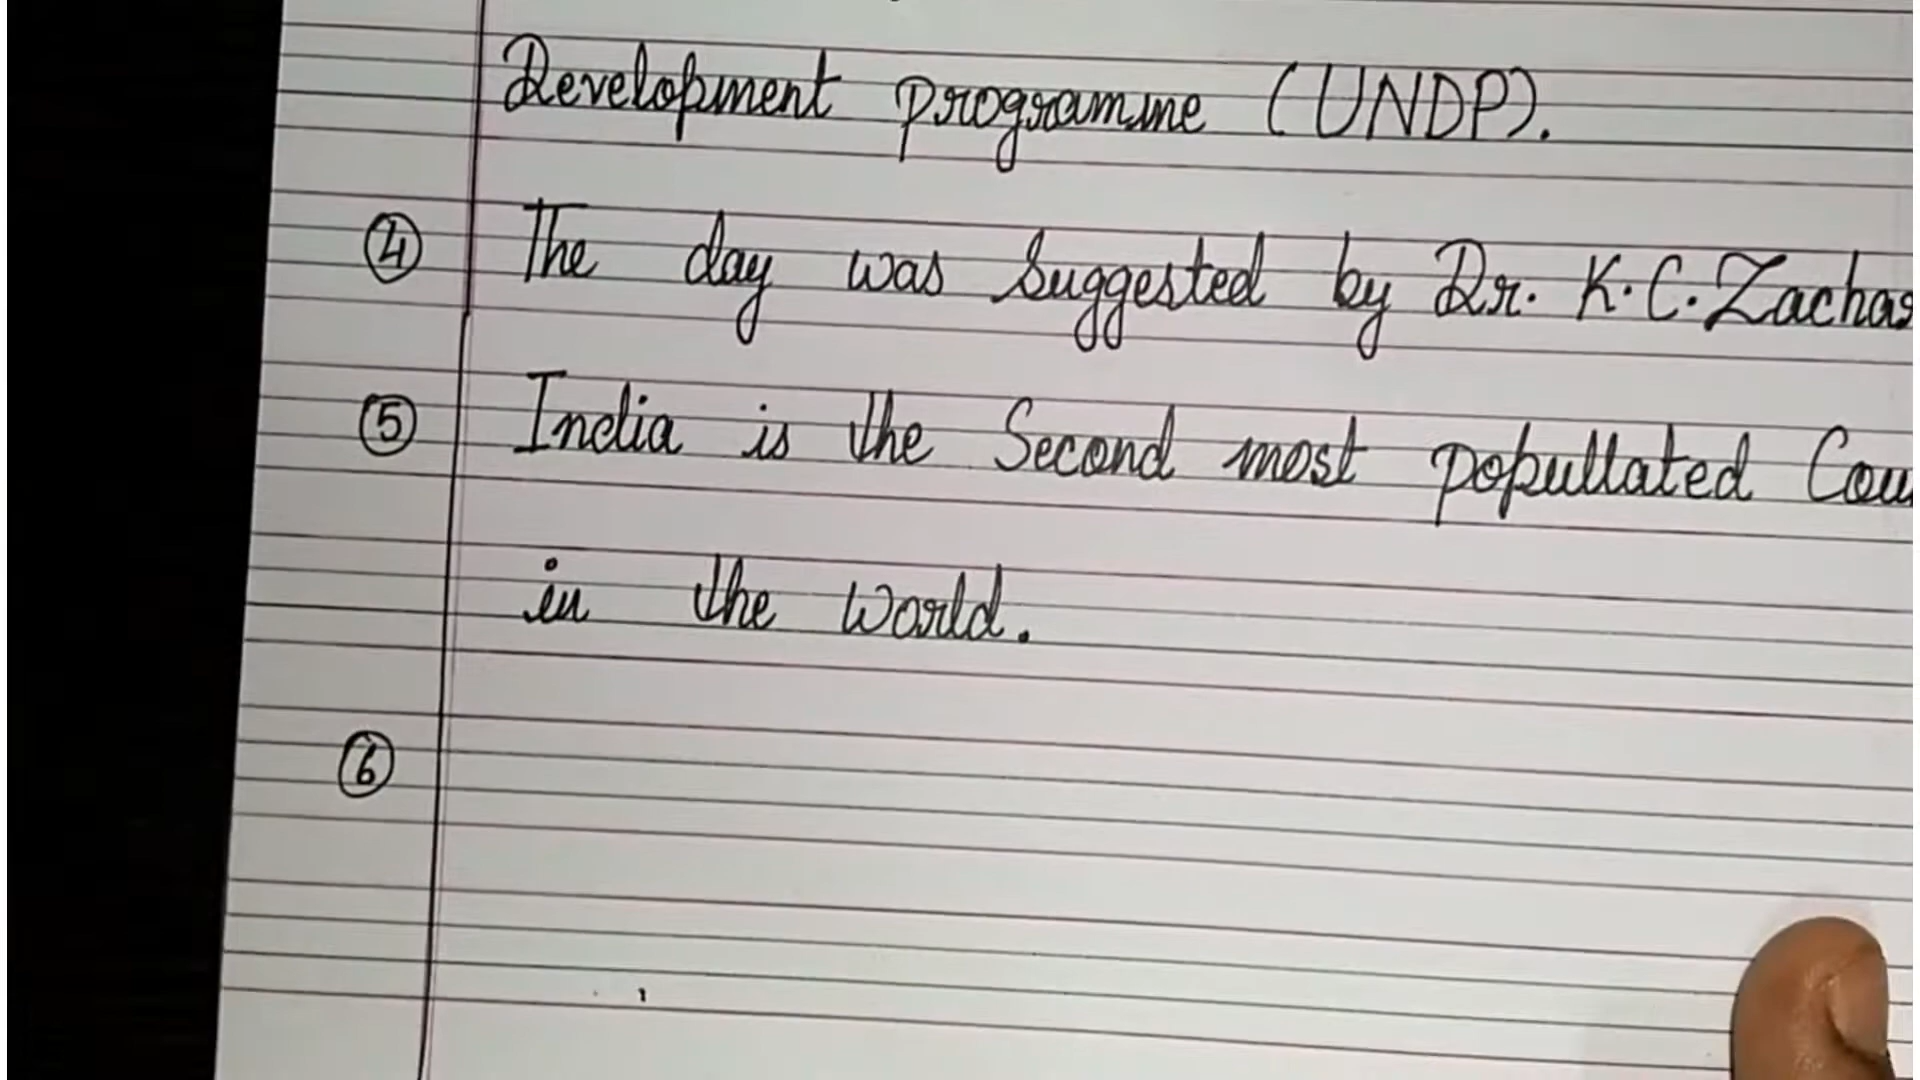 Development programme (UNDP).
④ The day was Suggested by Dr. K.C. Zachar
⑤ India is the Second most popullated Cou
in the world.
⑥